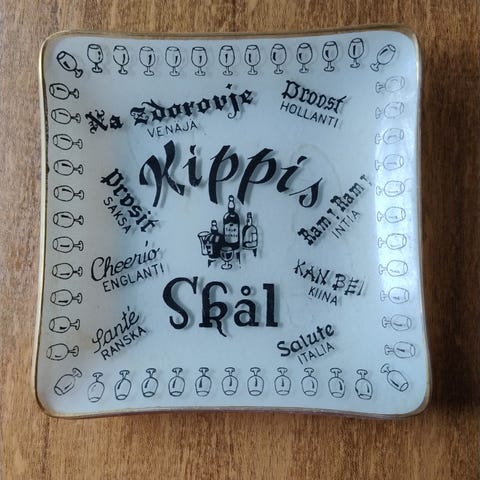 Na Zdorovje
VENÄJÄ
Proost
HOLLANTI
Kippis
Prosit
SAKSA
Ram! Ram!
INTIA
Cheerio
ENGLANTI
KAN BEI
KIINA
Skål
Santé
RANSKA
Salute
ITALIA